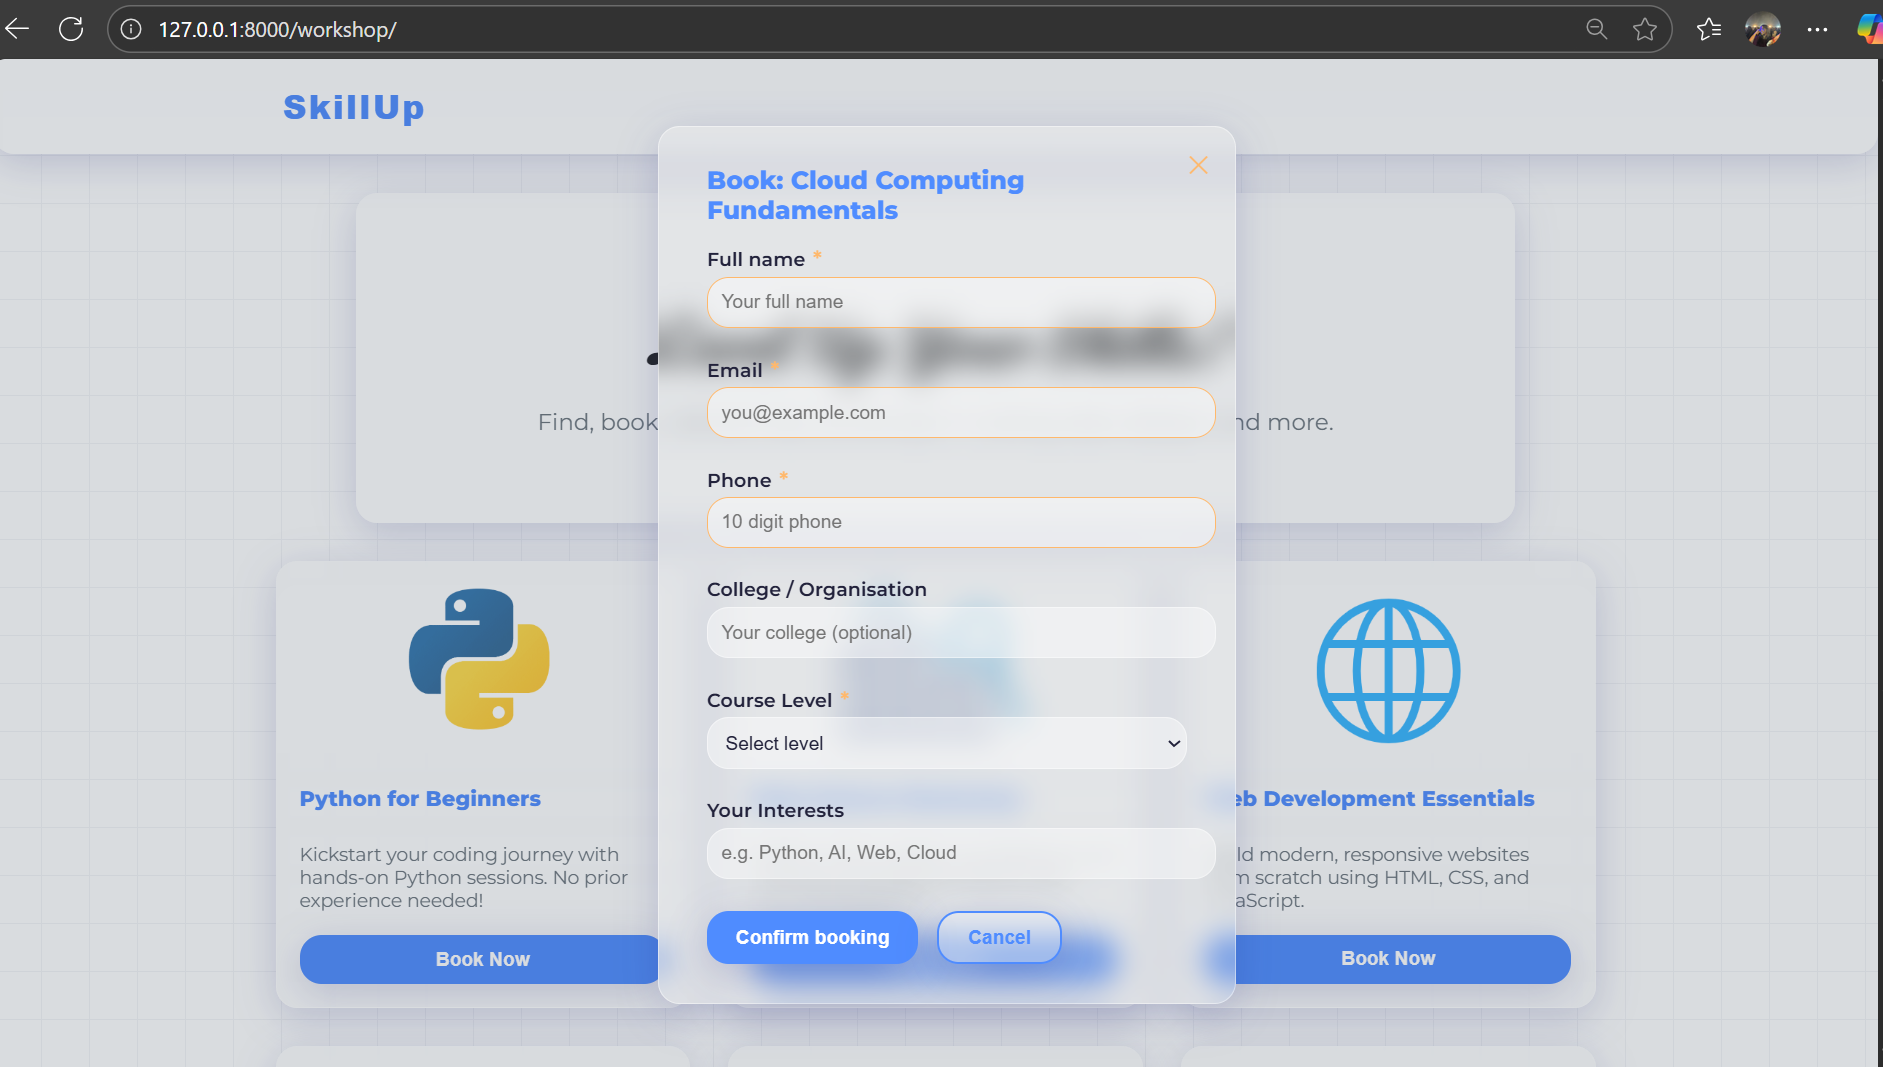 127.0.0.1:8000/workshop/
SkillUp
Book: Cloud Computing
Fundamentals
Full name *
Your full name
Email *
you@example.com
Find, book
nd more.
Phone *
10 digit phone
College / Organisation
Your college (optional)
Course Level *
Select level
Your Interests
e.g. Python, AI, Web, Cloud
Confirm booking
Cancel
Python for Beginners
Kickstart your coding journey with
hands-on Python sessions. No prior
experience needed!
Book Now
eb Development Essentials
ld modern, responsive websites
m scratch using HTML, CSS, and
aScript.
Book Now